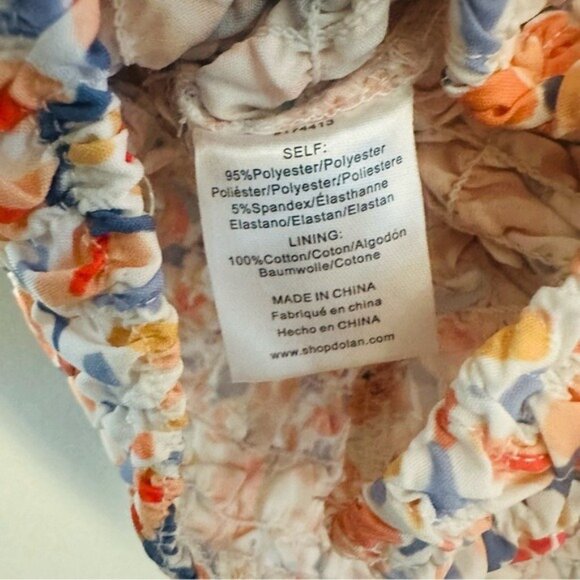 SELF:
95%Polyester/Polyester
Poliéster/Polyester/Poliestere
5%Spandex/Élasthanne
Elastano/Elastan/Elastan
LINING:
100%Cotton/Coton/Algodón
Baumwolle/Cotone
MADE IN CHINA
Fabriqué en china
Hecho en CHINA
www.shopdolan.com